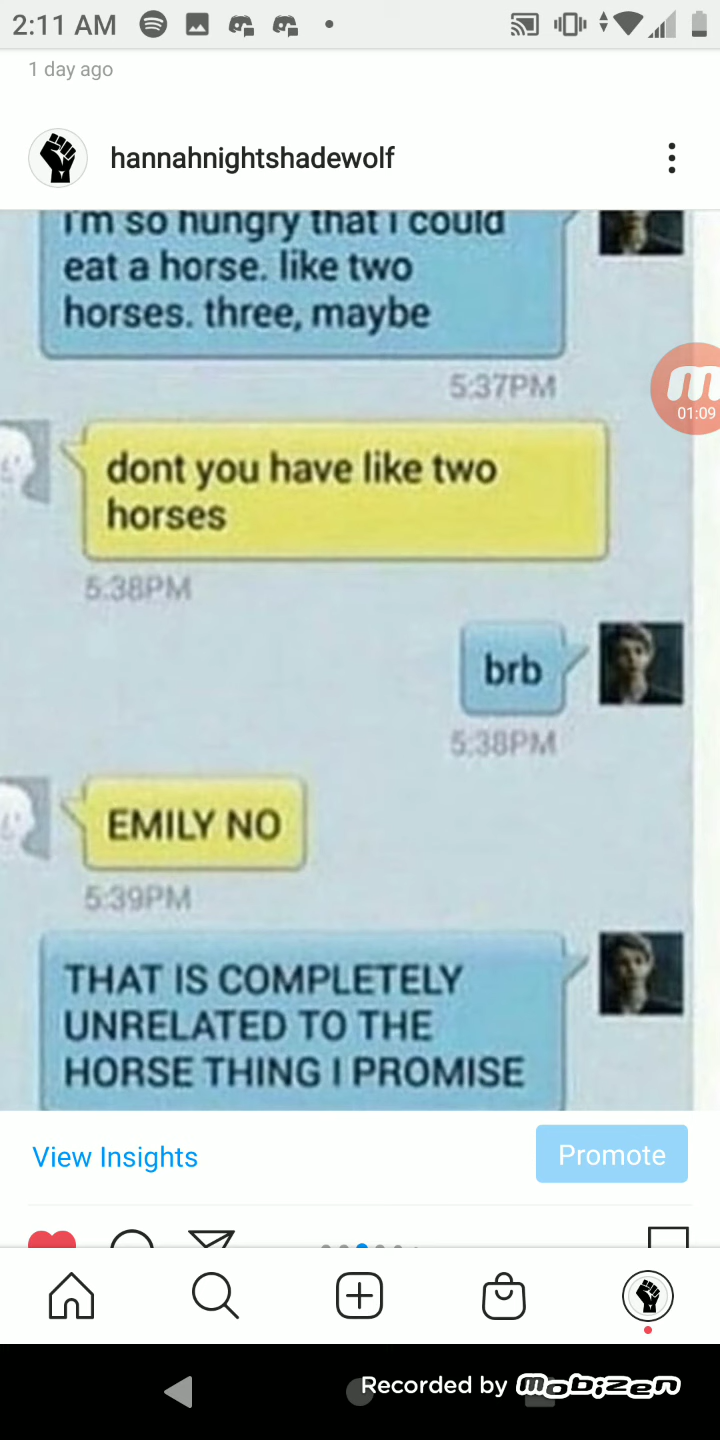 2:11 AM
1 day ago
hannahnightshadewolf
i'm so hungry that i could
eat a horse. like two
horses. three, maybe
5:37PM
m
01:09
dont you have like two
horses
5:38PM
brb
5:38PM
EMILY NO
5:39PM
THAT IS COMPLETELY
UNRELATED TO THE
HORSE THING I PROMISE
View Insights
Promote
Recorded by mobizen